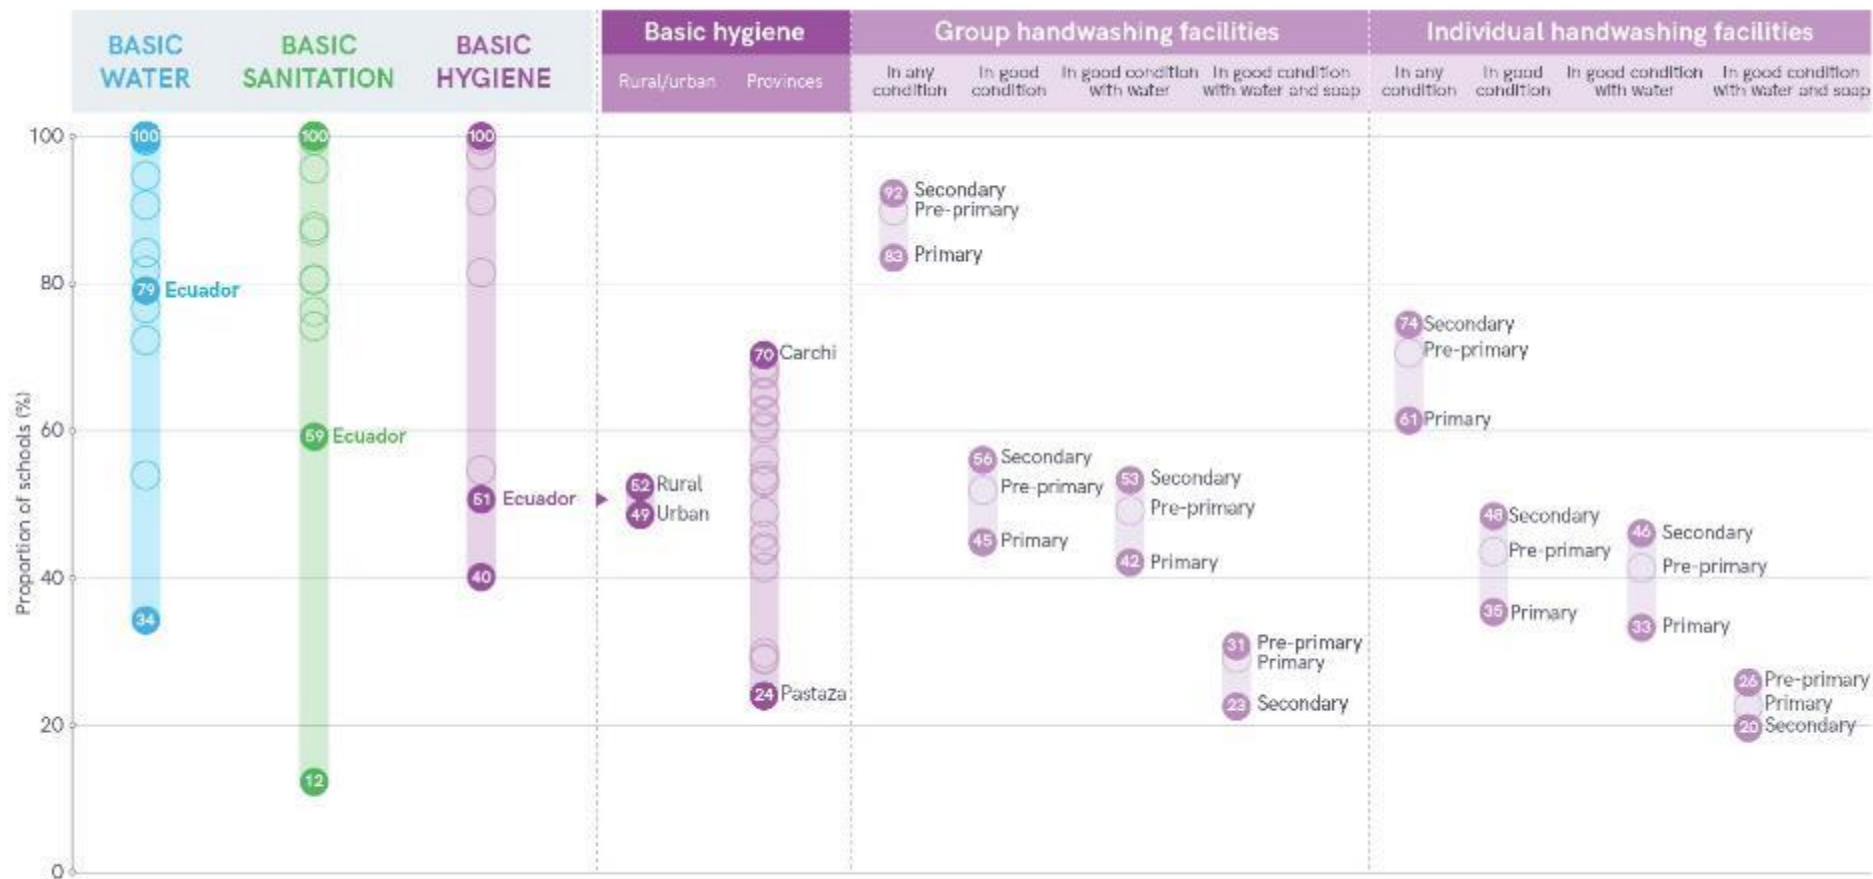 BASIC WATER
BASIC SANITATION
BASIC HYGIENE
Basic hygiene
Rural/urban
Provinces
Group handwashing facilities
In any condition
In good condition
In good condition with water
In good condition with water and soap
Individual handwashing facilities
In any condition
In good condition
In good condition with water
In good condition with water and soap
Proportion of schools (%)
100
80
60
40
20
0
100
79 Ecuador
34
100
59 Ecuador
12
100
51 Ecuador
40
52 Rural
49 Urban
70 Carchi
24 Pastaza
92 Secondary
Pre-primary
83 Primary
56 Secondary
Pre-primary
45 Primary
53 Secondary
Pre-primary
42 Primary
31 Pre-primary
Primary
23 Secondary
74 Secondary
Pre-primary
61 Primary
48 Secondary
Pre-primary
35 Primary
46 Secondary
Pre-primary
33 Primary
26 Pre-primary
Primary
20 Secondary